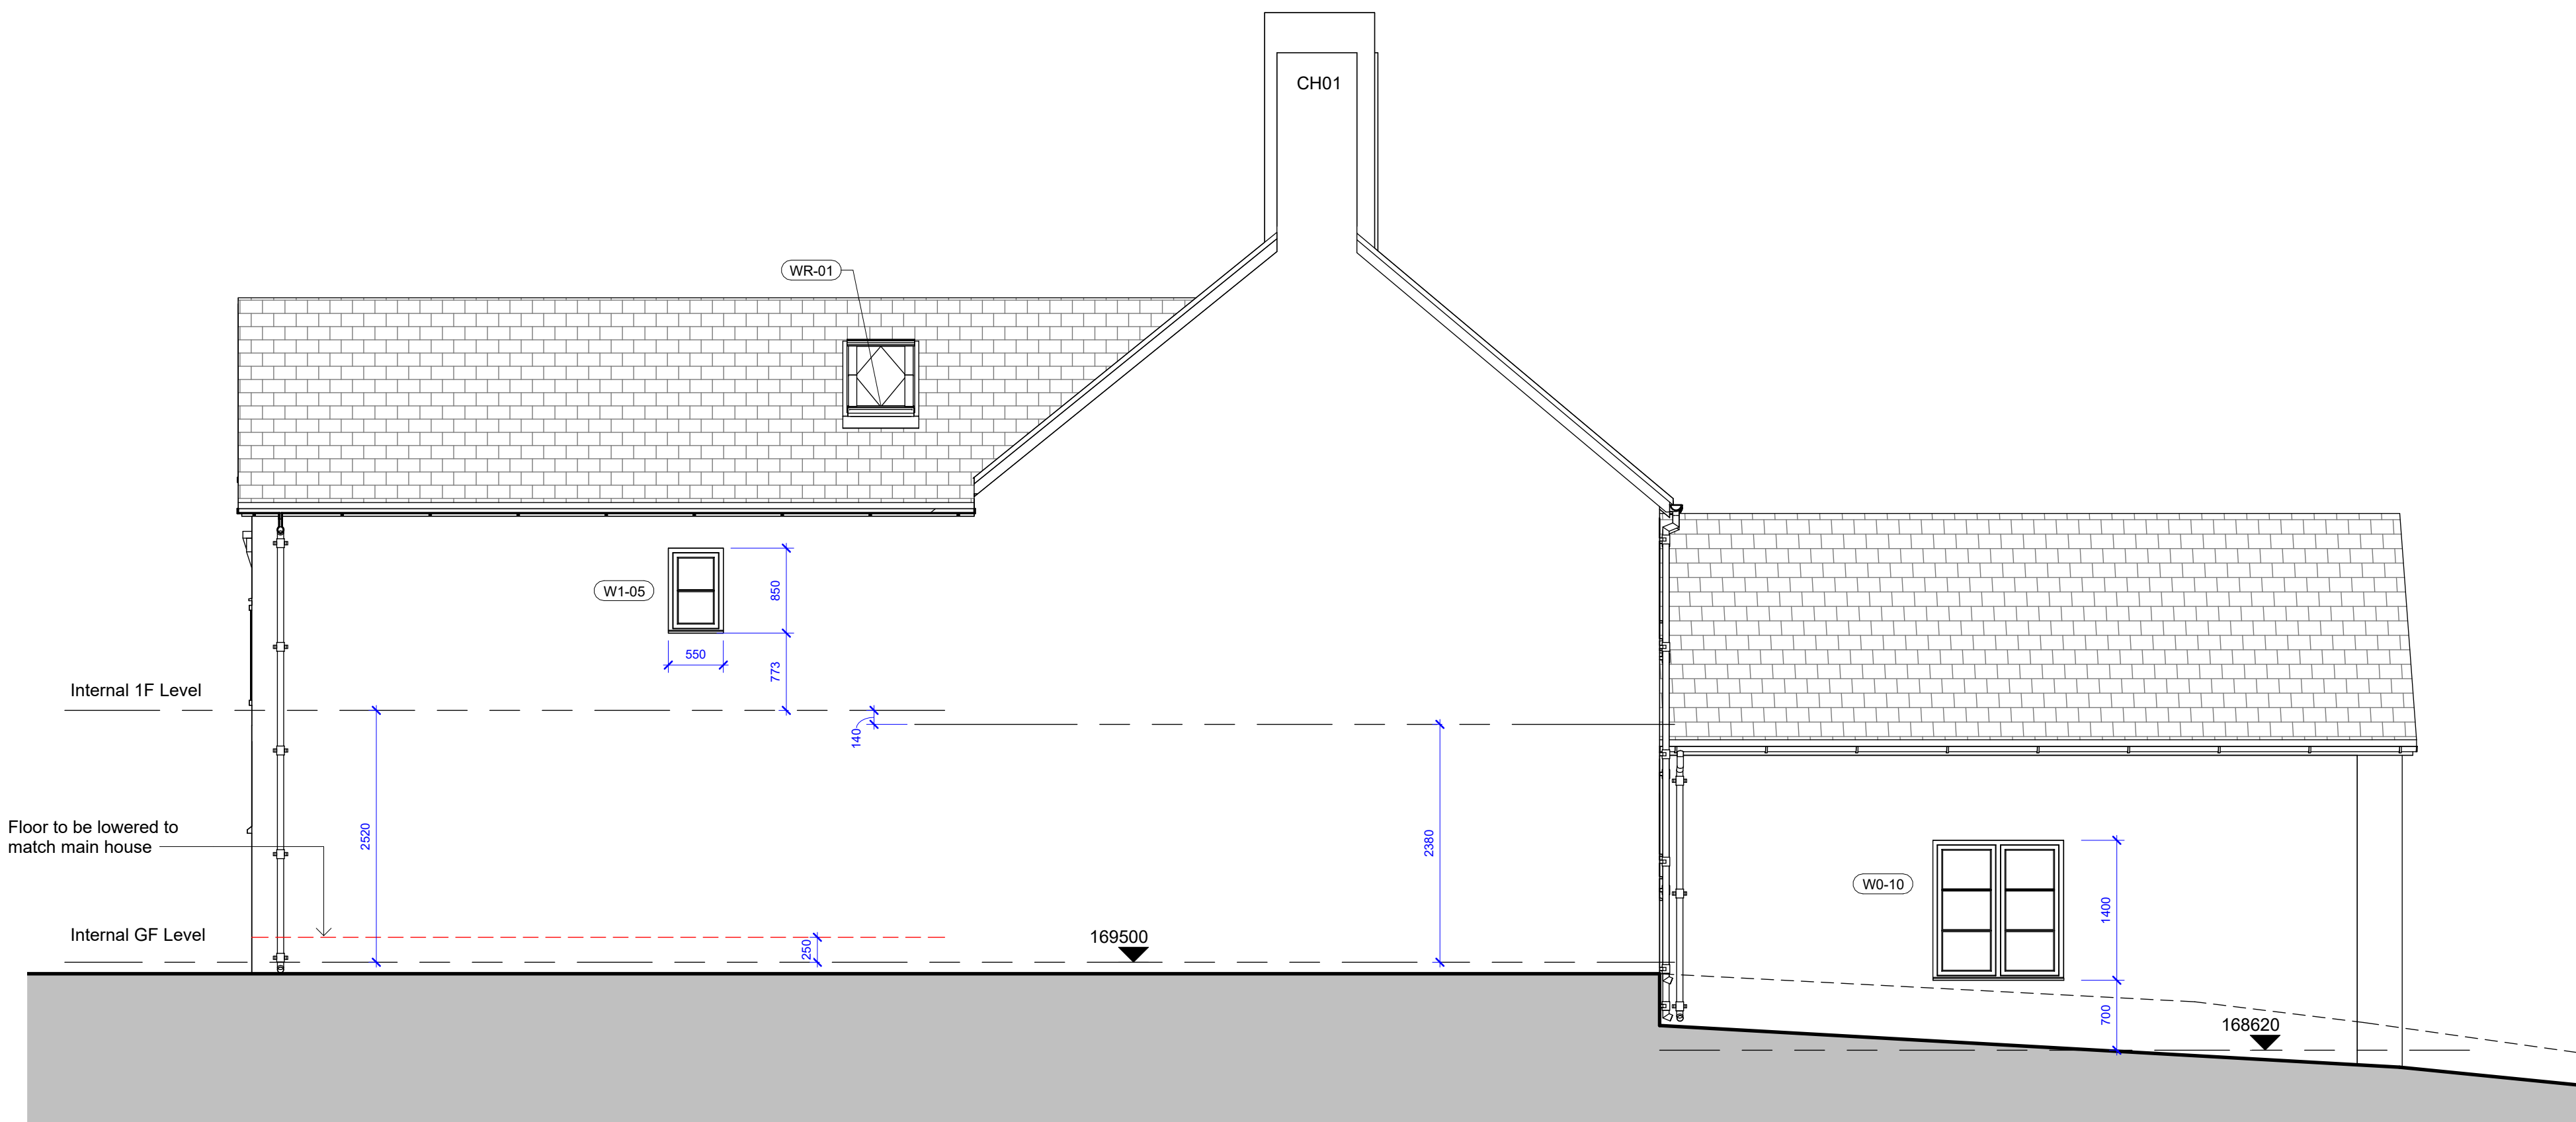 CH01
WR-01
W1-05
850
550
773
Internal 1F Level
140
2520
2380
Floor to be lowered to
match main house
W0-10
1400
Internal GF Level
250
169500
700
168620